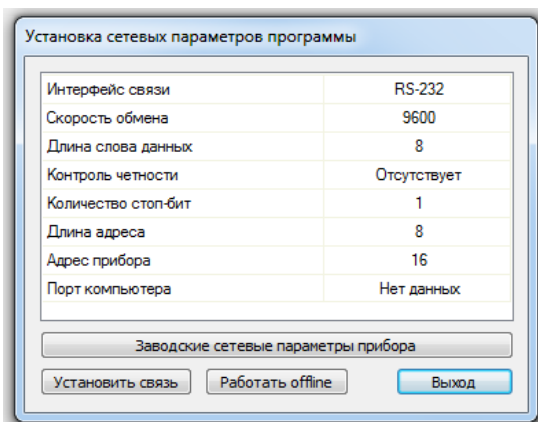 Установка сетевых параметров программы
Интерфейс связи RS-232
Скорость обмена 9600
Длина слова данных 8
Контроль четности Отсутствует
Количество стоп-бит 1
Длина адреса 8
Адрес прибора 16
Порт компьютера Нет данных
Заводские сетевые параметры прибора
Установить связь Работать offline Выход